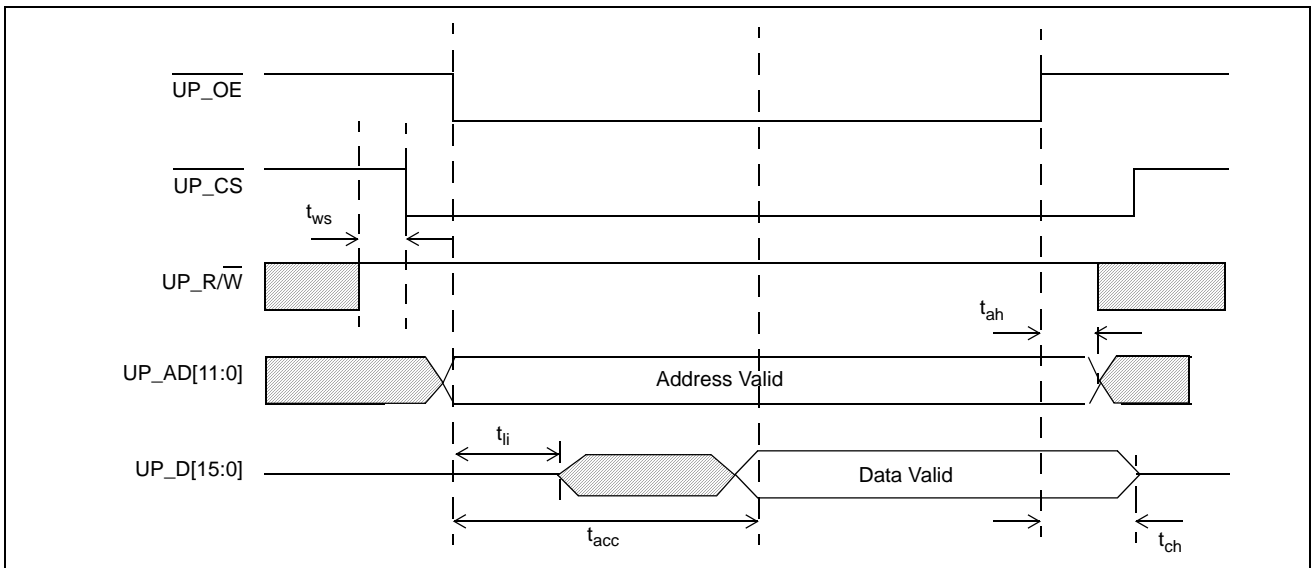 UP_OE
UP_CS
t_ws
UP_R/W
t_ah
UP_AD[11:0]
Address Valid
t_li
UP_D[15:0]
Data Valid
t_acc
t_ch